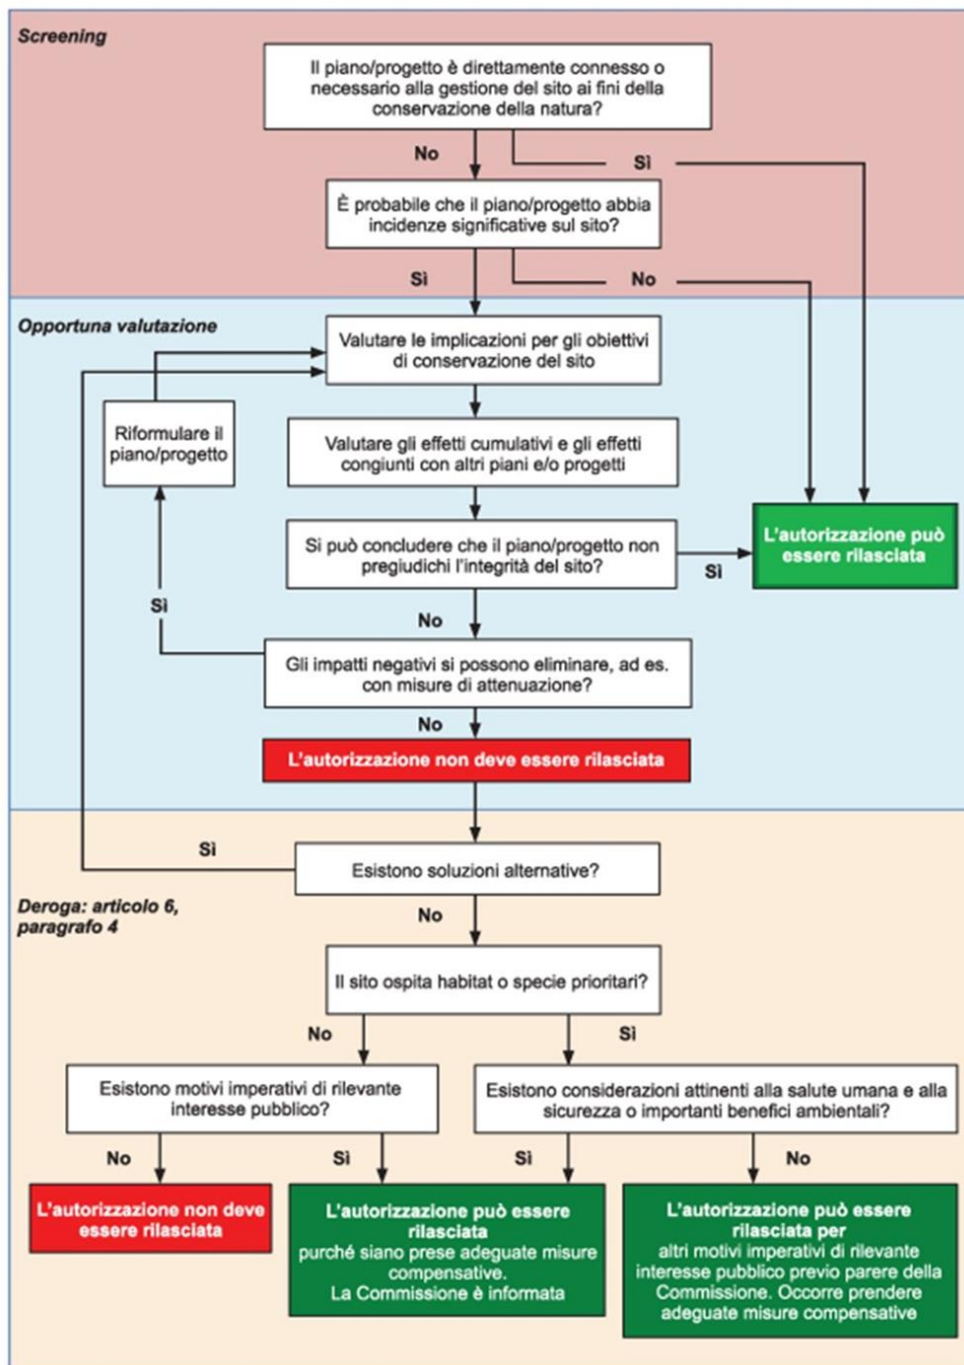 Screening
Il piano/progetto è direttamente connesso o
necessario alla gestione del sito ai fini della
conservazione della natura?
No
Sì
È probabile che il piano/progetto abbia
incidenze significative sul sito?
Sì
No
Opportuna valutazione
Valutare le implicazioni per gli obiettivi
di conservazione del sito
Riformulare il
piano/progetto
Valutare gli effetti cumulativi e gli effetti
congiunti con altri piani e/o progetti
L'autorizzazione può
essere rilasciata
Si può concludere che il piano/progetto non
pregiudichi l'integrità del sito?
Sì
Sì
No
Gli impatti negativi si possono eliminare, ad es.
con misure di attenuazione?
No
L'autorizzazione non deve essere rilasciata
Sì
Esistono soluzioni alternative?
Deroga: articolo 6,
paragrafo 4
No
Il sito ospita habitat o specie prioritari?
No
Sì
Esistono motivi imperativi di rilevante
interesse pubblico?
Esistono considerazioni attinenti alla salute umana e alla
sicurezza o importanti benefici ambientali?
No
Sì
Sì
No
L'autorizzazione non deve
essere rilasciata
L'autorizzazione può essere
rilasciata
purché siano prese adeguate misure
compensative.
La Commissione è informata
L'autorizzazione può essere
rilasciata per
altri motivi imperativi di rilevante
interesse pubblico previo parere della
Commissione. Occorre prendere
adeguate misure compensative